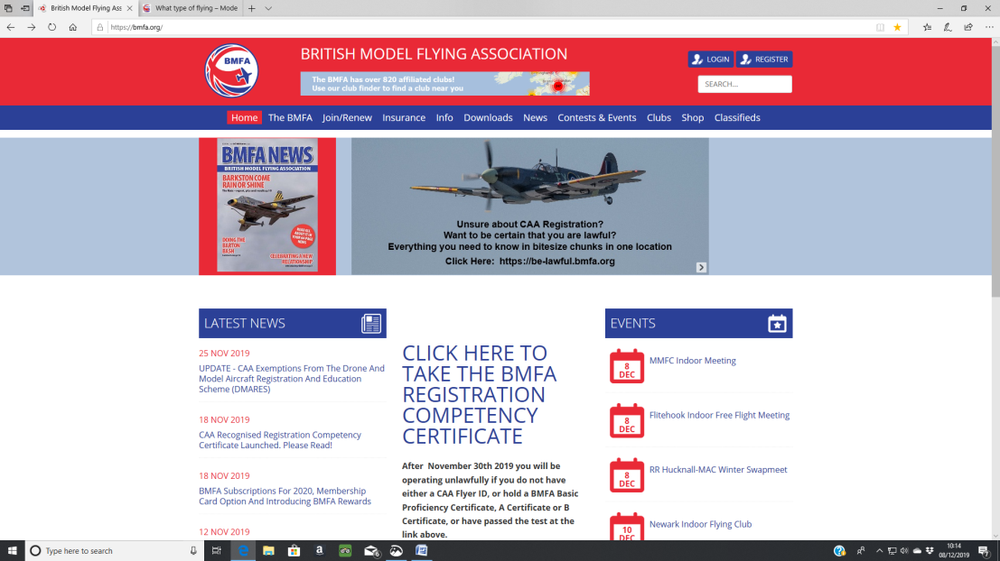 British Model Flying Ass
What type of flying – Mode
https://bmfa.org/
BMFA
BRITISH MODEL FLYING ASSOCIATION
The BMFA has over 820 affiliated clubs!
Use our club finder to find a club near you
LOGIN
REGISTER
SEARCH...
Home The BMFA Join/Renew Insurance Info Downloads News Contests & Events Clubs Shop Classifieds
BMFA NEWS
BRITISH MODEL FLYING ASSOCIATION
BARKSTON COME
RAIN OR SHINE
DOING THE
BARTON
BASH
CELEBRATING A NEW
RELATIONSHIP
Unsure about CAA Registration?
Want to be certain that you are lawful?
Everything you need to know in bitesize chunks in one location
Click Here: https://be-lawful.bmfa.org
LATEST NEWS
25 NOV 2019
UPDATE - CAA Exemptions From The Drone And
Model Aircraft Registration And Education
Scheme (DMARES)
18 NOV 2019
CAA Recognised Registration Competency
Certificate Launched. Please Read!
18 NOV 2019
BMFA Subscriptions For 2020, Membership
Card Option And Introducing BMFA Rewards
12 NOV 2019
CLICK HERE TO
TAKE THE BMFA
REGISTRATION
COMPETENCY
CERTIFICATE
After November 30th 2019 you will be
operating unlawfully if you do not have
either a CAA Flyer ID, or hold a BMFA Basic
Proficiency Certificate, A Certificate or B
Certificate, or have passed the test at the
link above.
EVENTS
8
DEC
MMFC Indoor Meeting
8
DEC
Flitehook Indoor Free Flight Meeting
8
DEC
RR Hucknall-MAC Winter Swapmeet
10
DEC
Newark Indoor Flying Club
Type here to search
10:14
08/12/2019